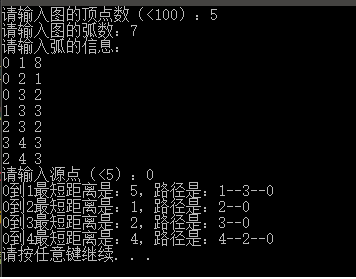 请输入图的顶点数（<100）：5
请输入图的弧数：7
请输入弧的信息：
0 1 8
0 2 1
0 3 2
1 3 3
2 3 2
3 4 3
2 4 3
请输入源点（<5）：0
0到1最短距离是：5，路径是：1--3--0
0到2最短距离是：1，路径是：2--0
0到3最短距离是：2，路径是：3--0
0到4最短距离是：4，路径是：4--2--0
请按任意键继续. . .